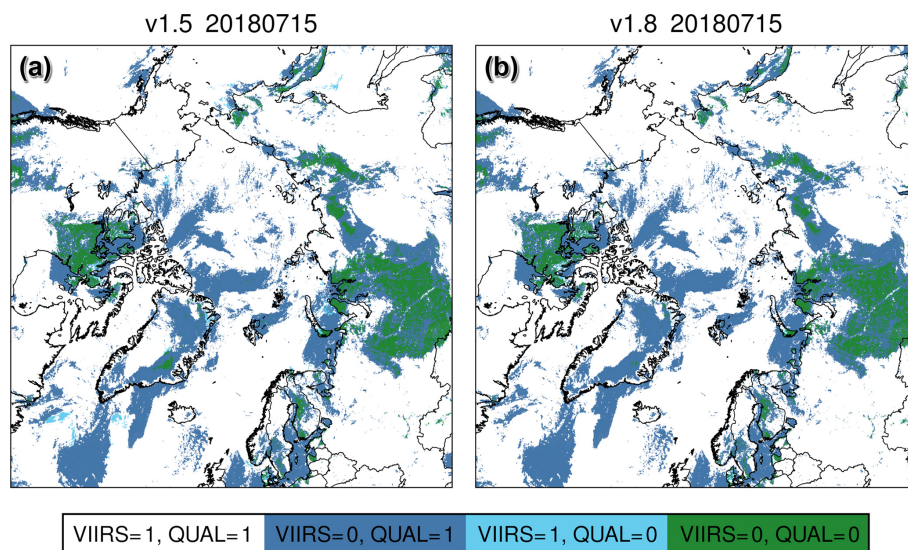 v1.5 20180715
v1.8 20180715
(a)
(b)
VIIRS=1, QUAL=1
VIIRS=0, QUAL=1
VIIRS=1, QUAL=0
VIIRS=0, QUAL=0